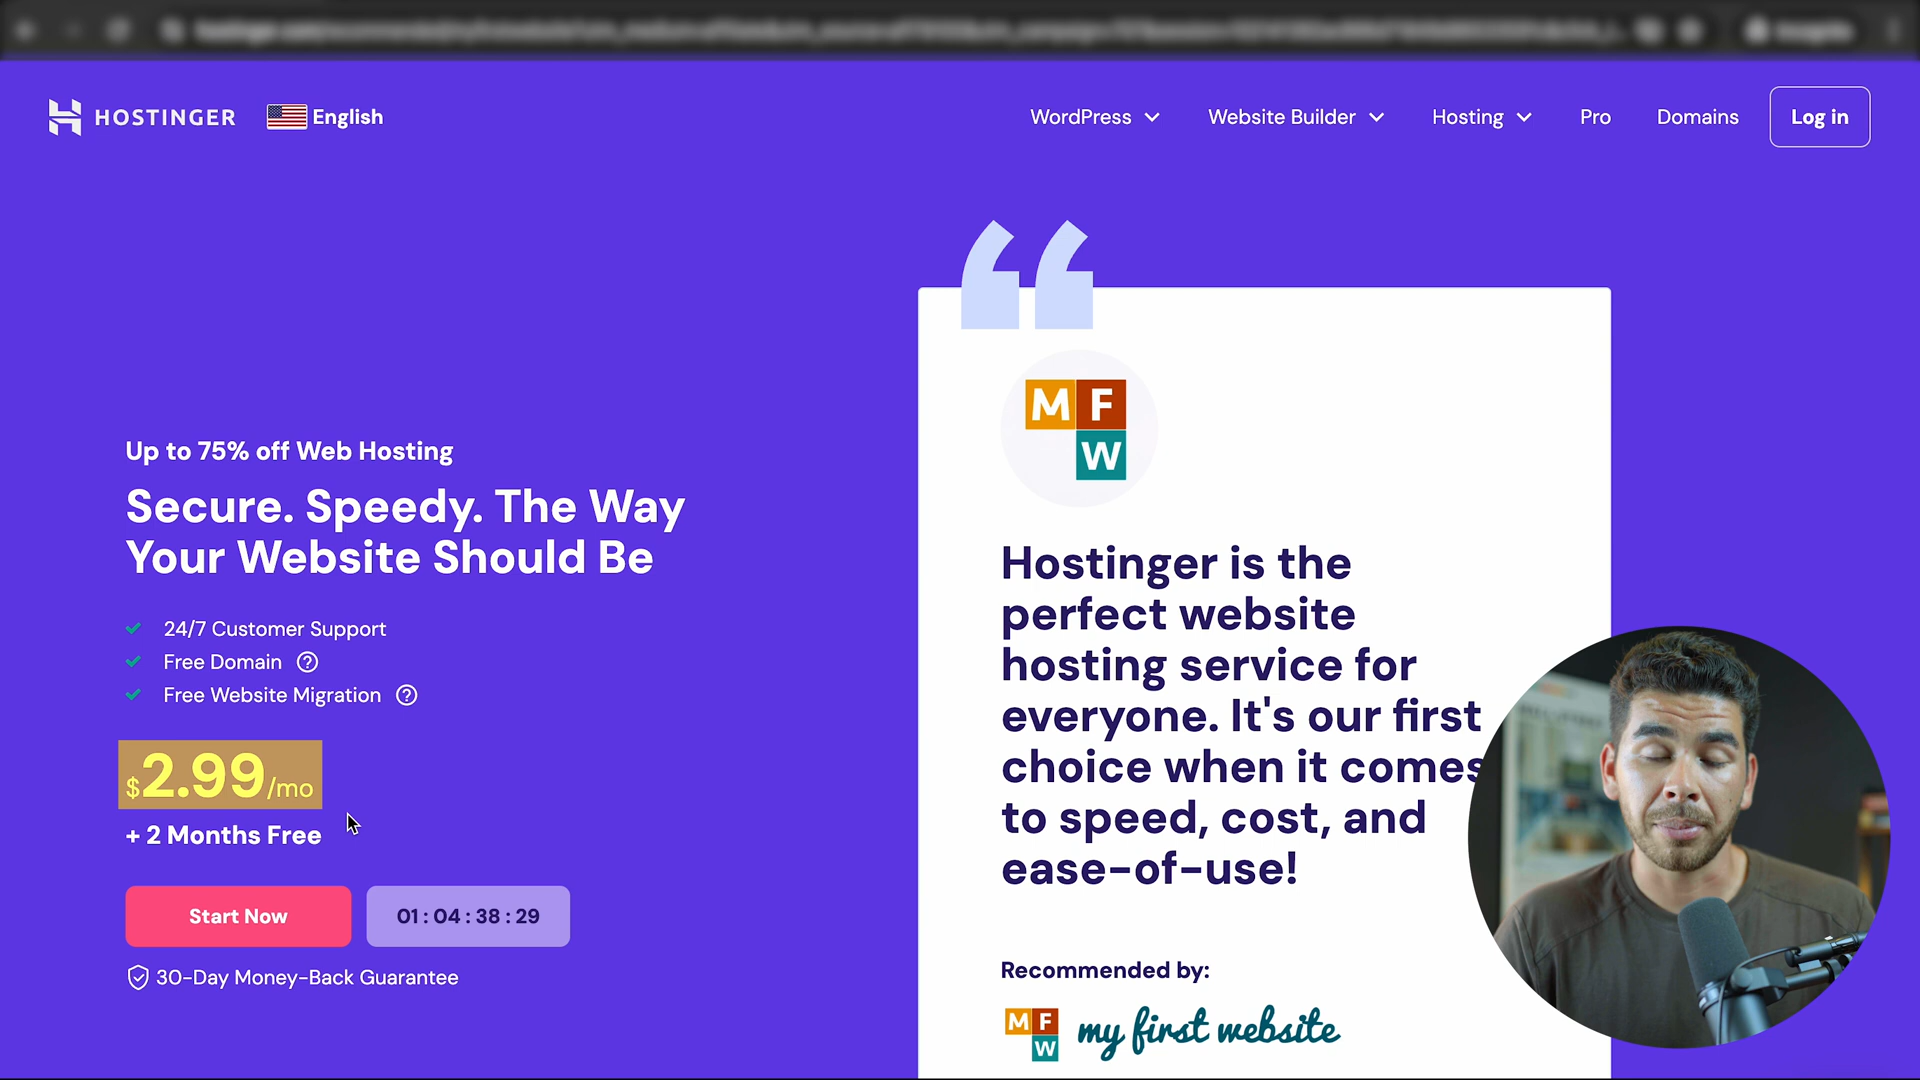 HOSTINGER
English
WordPress
Website Builder
Hosting
Pro
Domains
Log in
Up to 75% off Web Hosting
Secure. Speedy. The Way
Your Website Should Be
24/7 Customer Support
Free Domain ?
Free Website Migration ?
$2.99/mo
+ 2 Months Free
Start Now
01 : 04 : 38 : 29
30-Day Money-Back Guarantee
“
M F
W
Hostinger is the
perfect website
hosting service for
everyone. It's our first
choice when it comes
to speed, cost, and
ease-of-use!
Recommended by:
M F
W
my first website